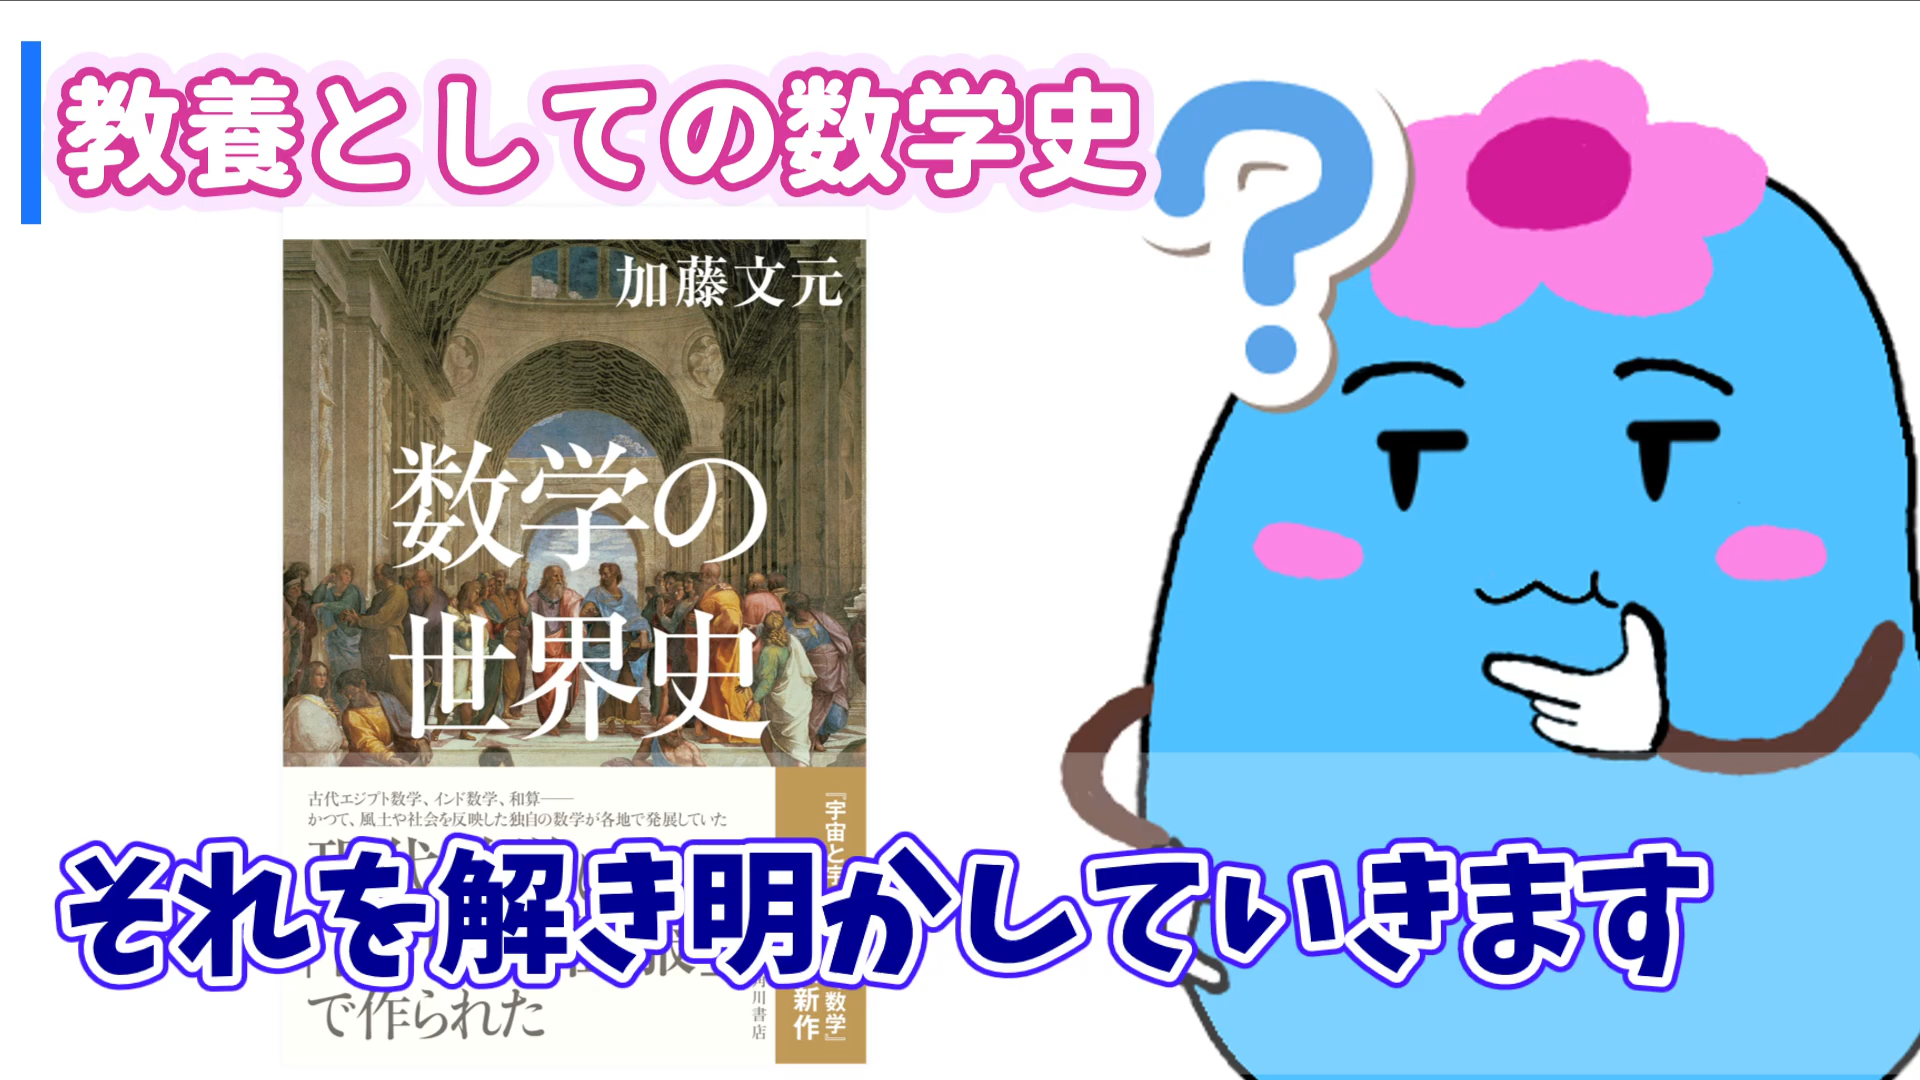 教養としての数学史
加藤文元
数学の
世界史
古代エジプト数学、インド数学、和算――
かつて、風土や社会を反映した独自の数学が各地で発展していた
で作られた
『宇宙と宇
数学』
新作
川書店
それを解き明かしていきます